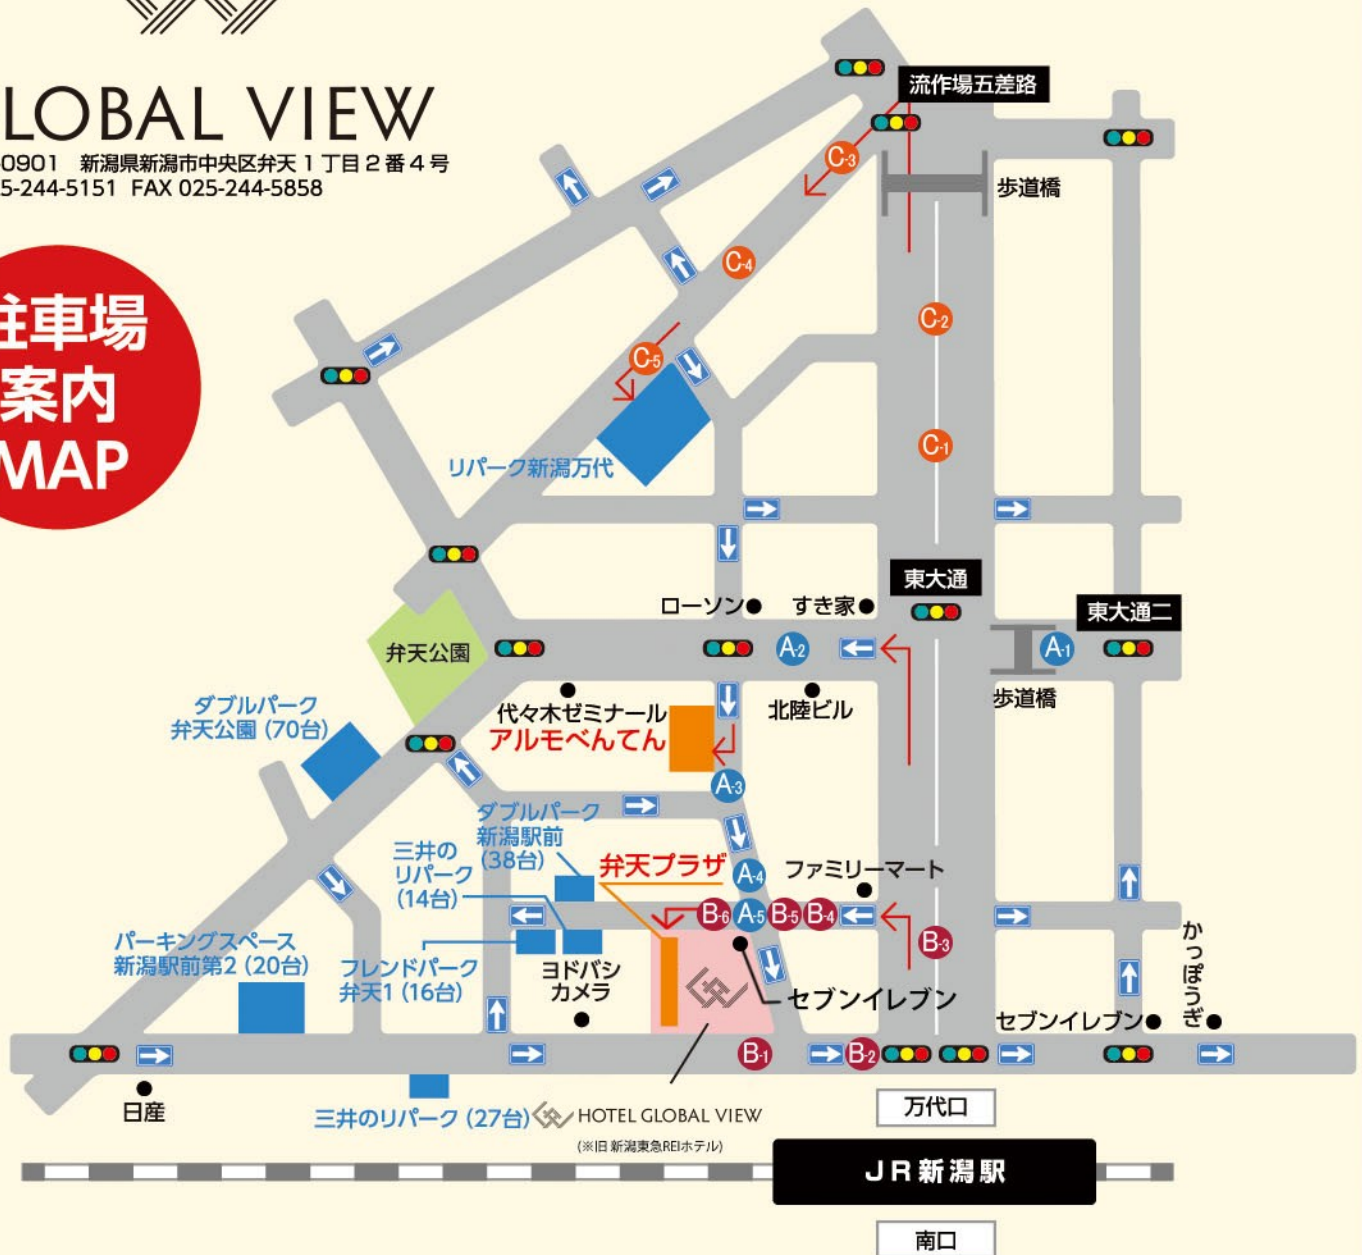 LOBAL VIEW
-0901 新潟県新潟市中央区弁天1丁目2番4号
5-244-5151 FAX 025-244-5858
駐車場
案内
MAP
流作場五差路
歩道橋
C-3
C-4
C-2
C-5
C-1
リパーク新潟万代
東大通
ローソン
すき家
東大通二
弁天公園
A-2
A-1
歩道橋
ダブルパーク
弁天公園 (70台)
代々木ゼミナール
北陸ビル
アルモべんてん
A-3
ダブルパーク
新潟駅前
(38台)
三井の
リパーク
(14台)
弁天プラザ
A-4
ファミリーマート
B-6
A-5
B-5
B-4
B-3
パーキングスペース
新潟駅前第2 (20台)
フレンドパーク
弁天1 (16台)
ヨドバシ
カメラ
セブンイレブン
セブンイレブン
かっぽうぎ
B-1
B-2
日産
三井のリパーク (27台)
HOTEL GLOBAL VIEW
(※旧 新潟東急REIホテル)
万代口
JR新潟駅
南口